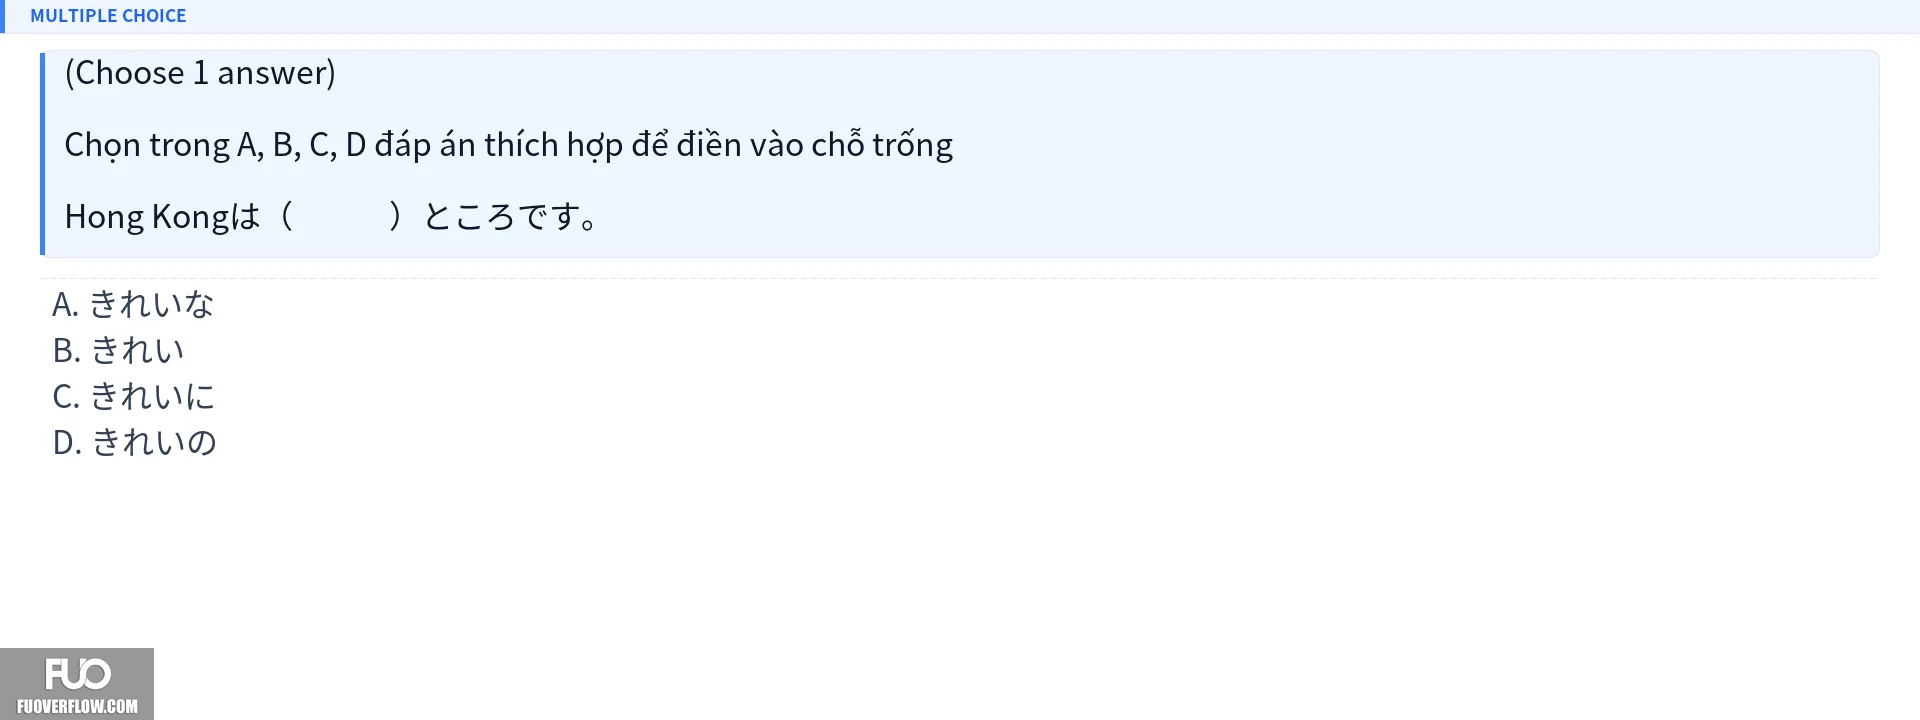 MULTIPLE CHOICE
(Choose 1 answer)
Chọn trong A, B, C, D đáp án thích hợp để điền vào chỗ trống
Hong Kongは（　　　）ところです。
A. きれいな
B. きれい
C. きれいに
D. きれいの
FUO
FUOVERFLOW.COM